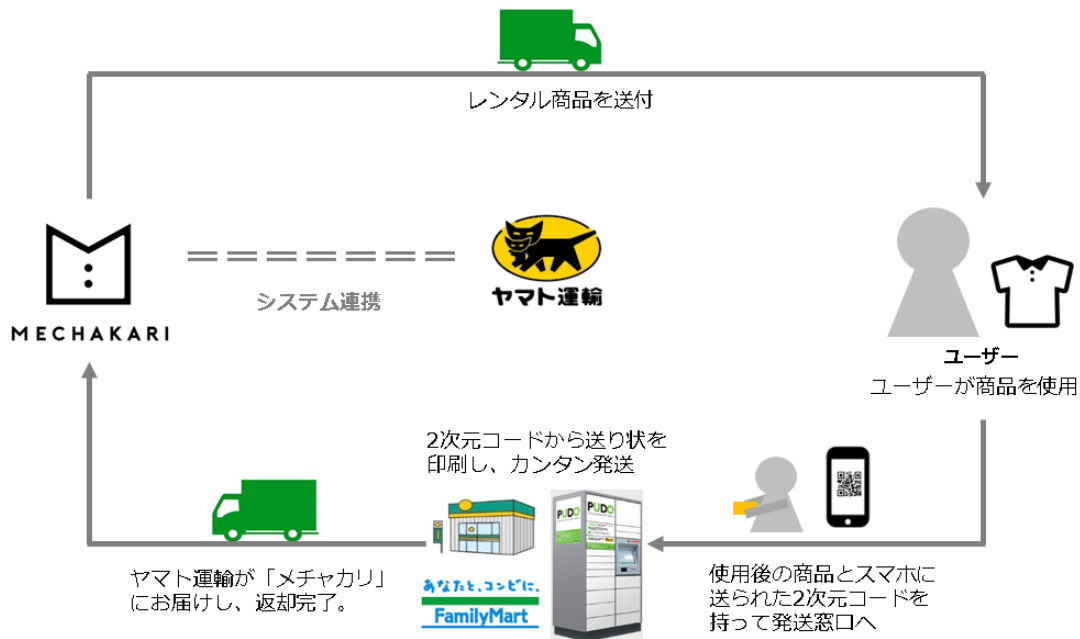 レンタル商品を送付
MECHAKARI
システム連携
ヤマト運輸
ユーザー
ユーザーが商品を使用
2次元コードから送り状を
印刷し、カンタン発送
PUDO
PUDO
あなたと、コンビに、
FamilyMart
ヤマト運輸が「メチャカリ」
にお届けし、返却完了。
使用後の商品とスマホに
送られた2次元コードを
持って発送窓口へ